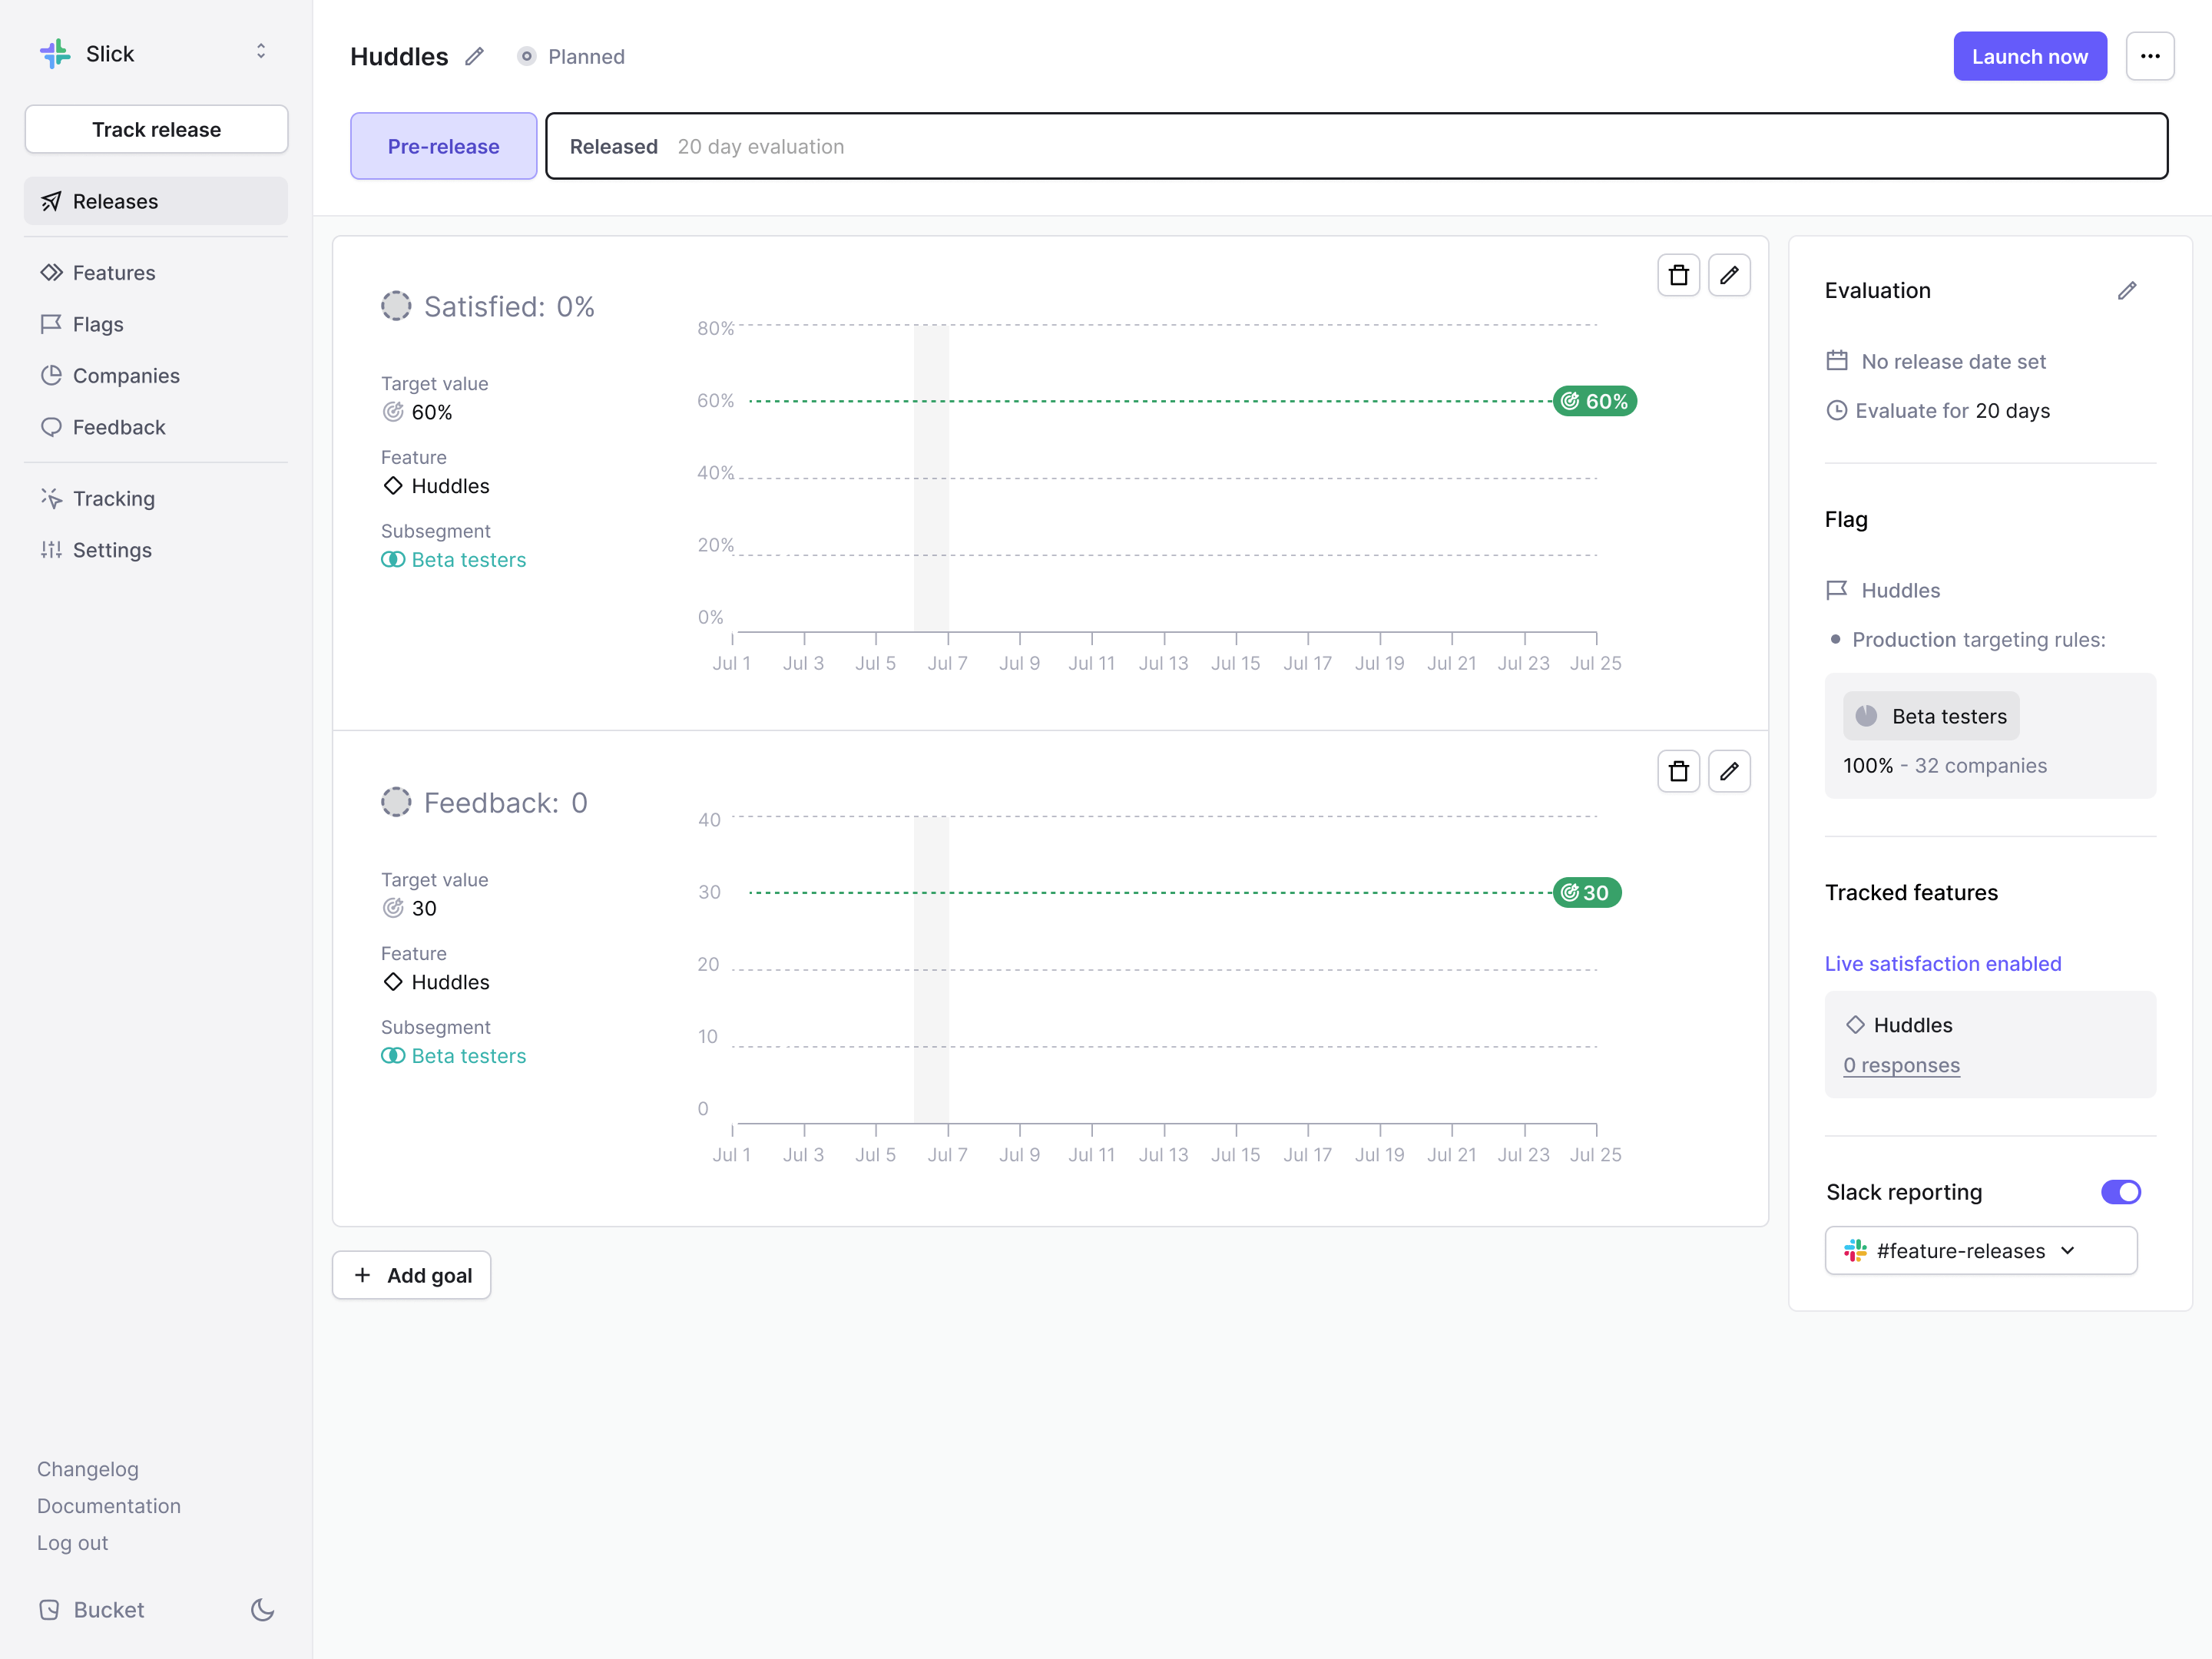 Slick
Track release
Releases
Features
Flags
Companies
Feedback
Tracking
Settings
Changelog
Documentation
Log out
Bucket
Huddles
Planned
Launch now
Pre-release
Released 20 day evaluation
Satisfied: 0%
Target value
60%
Feature
Huddles
Subsegment
Beta testers
80%
60%
60%
40%
20%
0%
Jul 1 Jul 3 Jul 5 Jul 7 Jul 9 Jul 11 Jul 13 Jul 15 Jul 17 Jul 19 Jul 21 Jul 23 Jul 25
Feedback: 0
Target value
30
Feature
Huddles
Subsegment
Beta testers
40
30
30
20
10
0
Jul 1 Jul 3 Jul 5 Jul 7 Jul 9 Jul 11 Jul 13 Jul 15 Jul 17 Jul 19 Jul 21 Jul 23 Jul 25
Add goal
Evaluation
No release date set
Evaluate for 20 days
Flag
Huddles
Production targeting rules:
Beta testers
100% - 32 companies
Tracked features
Live satisfaction enabled
Huddles
0 responses
Slack reporting
#feature-releases